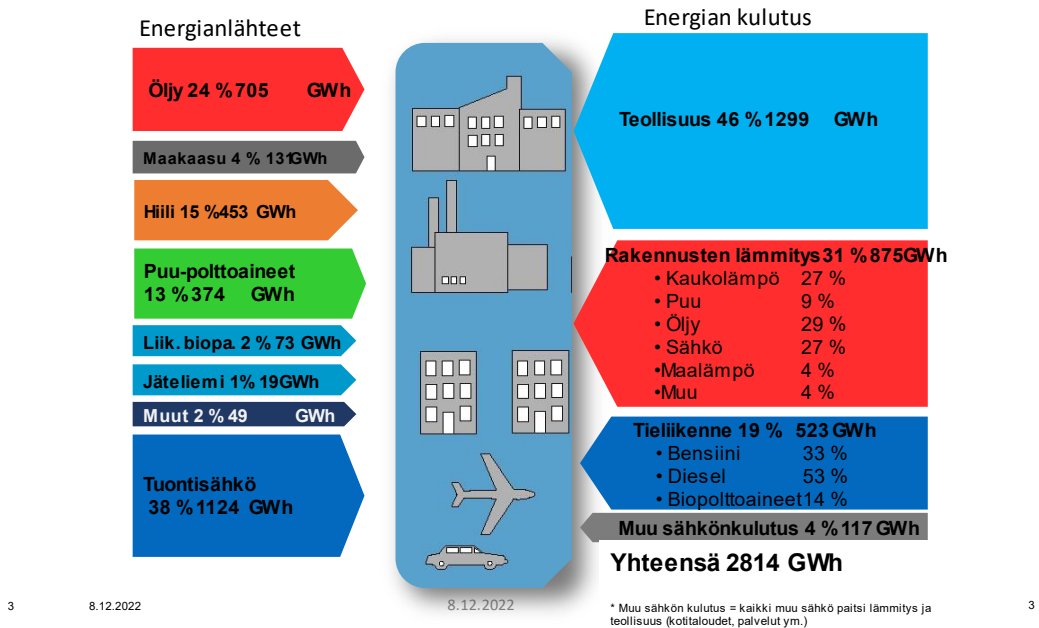 Energianlähteet
Öljy 24 % 705 GWh
Maakaasu 4 % 131GWh
Hiili 15 %453 GWh
Puu-polttoaineet
13 % 374 GWh
Liik. biopa. 2 % 73 GWh
Jäteliemi 1% 19GWh
Muut 2 % 49 GWh
Tuontisähkö
38 % 1124 GWh
Energian kulutus
Teollisuus 46 % 1299 GWh
Rakennusten lämmitys 31 % 875GWh
• Kaukolämpö 27 %
• Puu 9 %
• Öljy 29 %
• Sähkö 27 %
•Maalämpö 4 %
•Muu 4 %
Tieliikenne 19 % 523 GWh
• Bensiini 33 %
• Diesel 53 %
• Biopolttoaineet 14 %
Muu sähkönkulutus 4 % 117 GWh
Yhteensä 2814 GWh
* Muu sähkön kulutus = kaikki muu sähkö paitsi lämmitys ja
teollisuus (kotitaloudet, palvelut ym.)
3 8.12.2022 8.12.2022 3